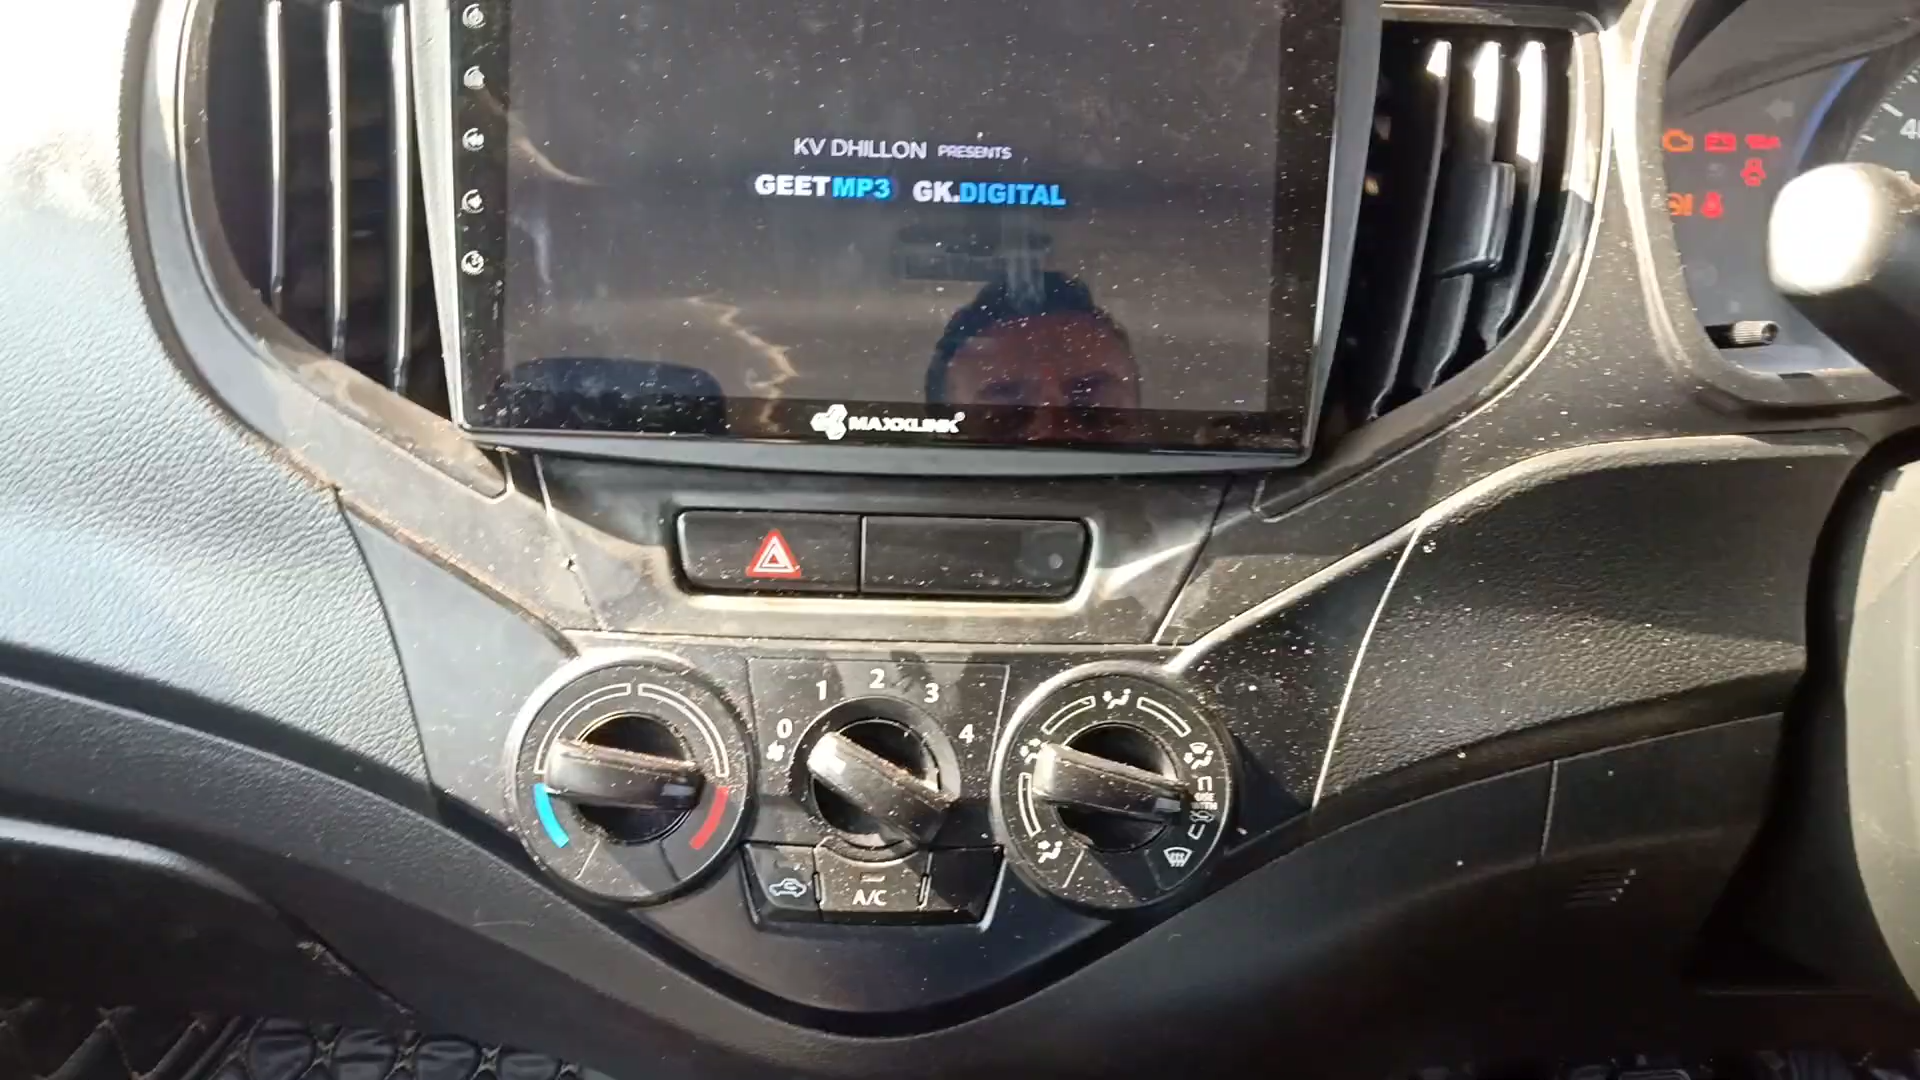 KV DHILLON PRESENTS
GEETMP3 GK.DIGITAL
MAXXLINK®
0 1 2 3 4
A/C